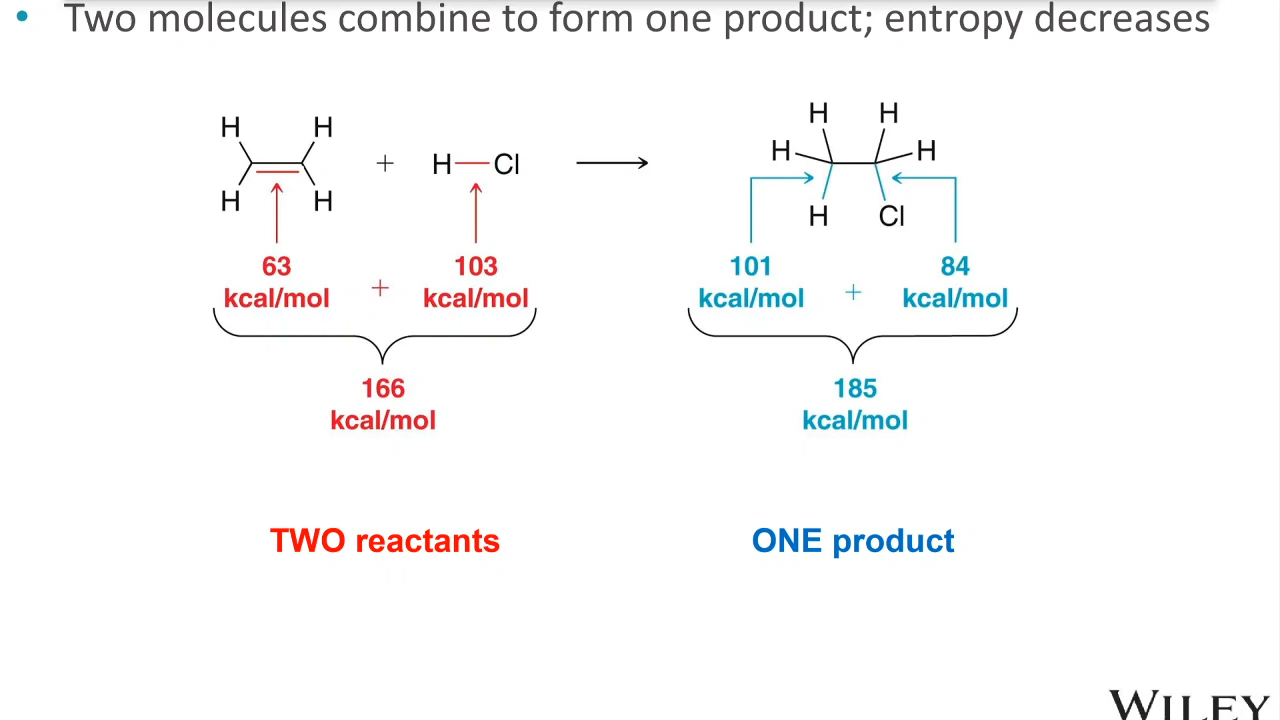 • Two molecules combine to form one product; entropy decreases
H H H H
H H
+ H—Cl
H H H Cl
63 103 101 84
kcal/mol + kcal/mol kcal/mol + kcal/mol
166 185
kcal/mol kcal/mol
TWO reactants ONE product
WILEY